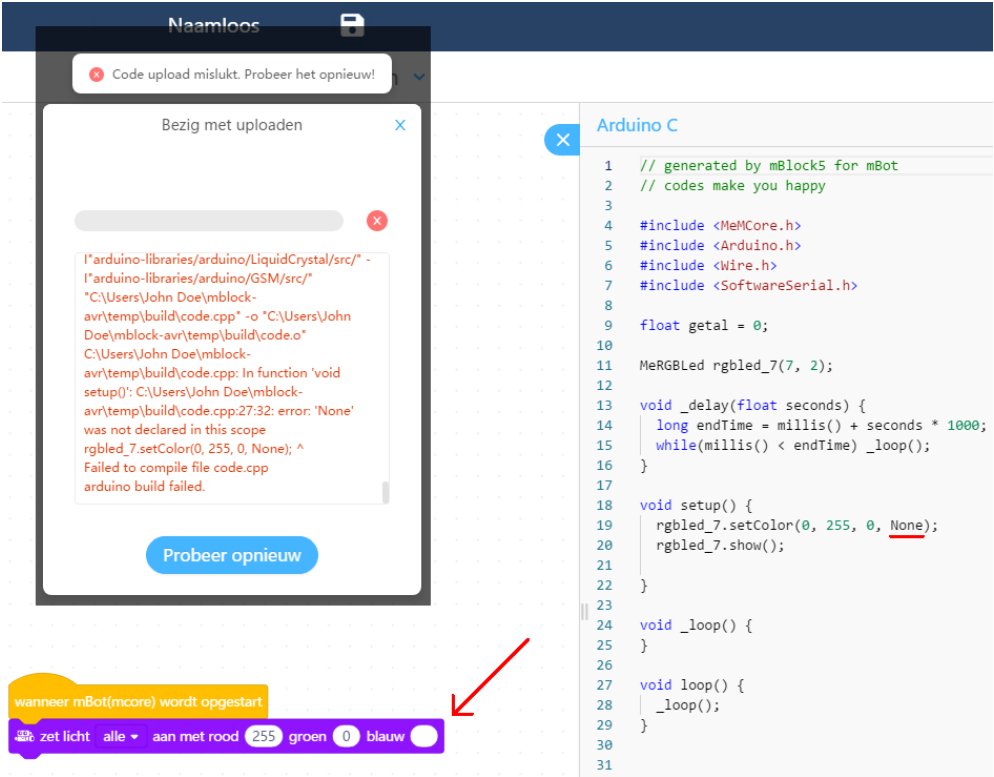 Naamloos
Code upload mislukt. Probeer het opnieuw!
Bezig met uploaden
I"arduino-libraries/arduino/LiquidCrystal/src/" -
I"arduino-libraries/arduino/GSM/src/"
"C:\Users\John Doe\mblock-
avr\temp\build\code.cpp" -o "C:\Users\John
Doe\mblock-avr\temp\build\code.o"
C:\Users\John Doe\mblock-
avr\temp\build\code.cpp: In function 'void
setup()': C:\Users\John Doe\mblock-
avr\temp\build\code.cpp:27:32: error: 'None'
was not declared in this scope
rgbled_7.setColor(0, 255, 0, None); ^
Failed to compile file code.cpp
arduino build failed.
Probeer opnieuw
wanneer mBot(mcore) wordt opgestart
zet licht alle aan met rood 255 groen 0 blauw
Arduino C
1 // generated by mBlock5 for mBot
2 // codes make you happy
3
4 #include <MeMCore.h>
5 #include <Arduino.h>
6 #include <Wire.h>
7 #include <SoftwareSerial.h>
8
9 float getal = 0;
10
11 MeRGBLed rgbled_7(7, 2);
12
13 void _delay(float seconds) {
14 long endTime = millis() + seconds * 1000;
15 while(millis() < endTime) _loop();
16 }
17
18 void setup() {
19 rgbled_7.setColor(0, 255, 0, None);
20 rgbled_7.show();
21
22 }
23
24 void _loop() {
25 }
26
27 void loop() {
28 _loop();
29 }
30
31